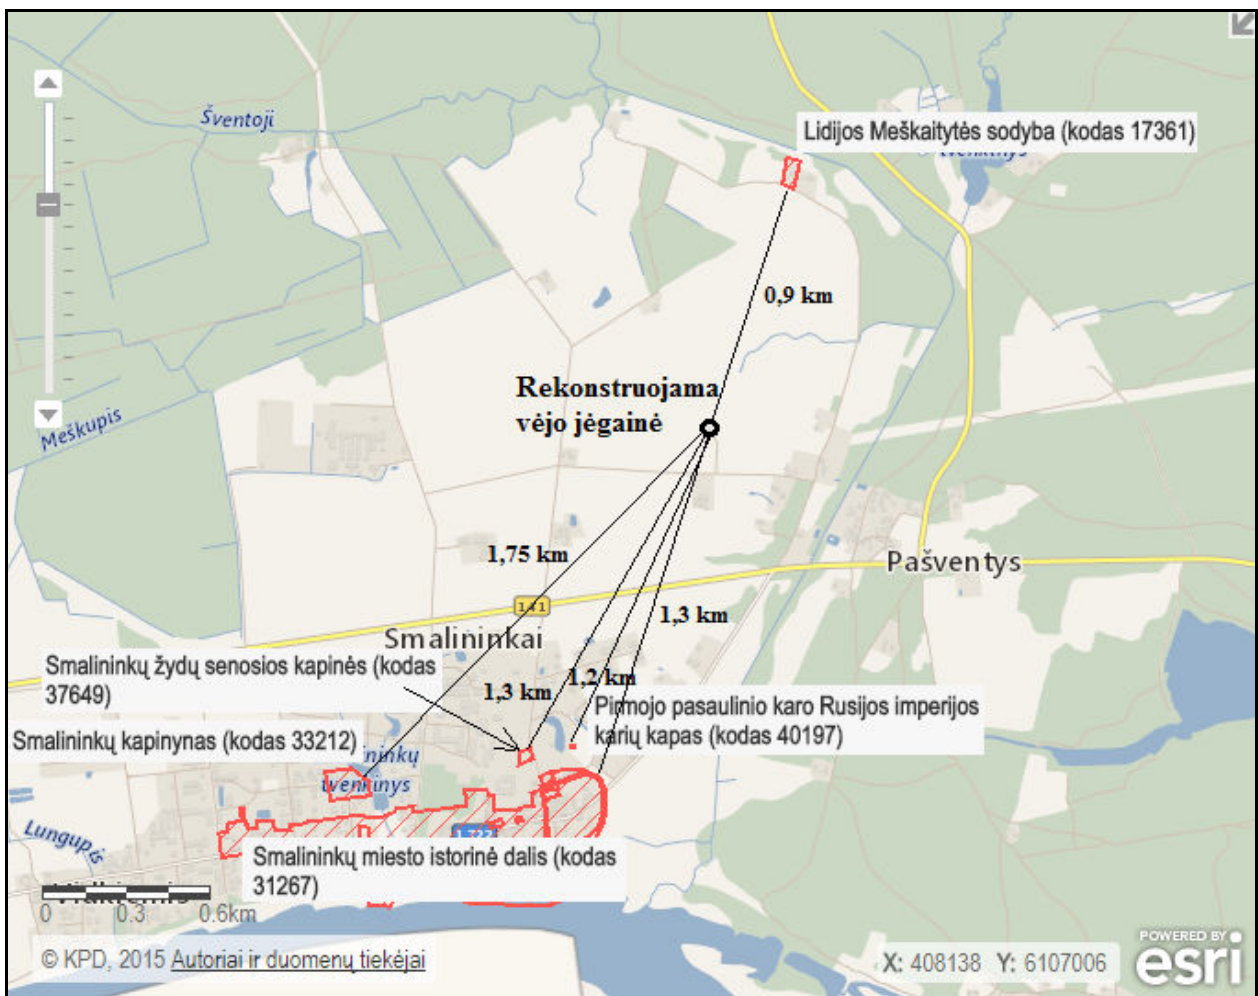 Šventoji
Lidijos Meškaitytės sodyba (kodas 17361)
tvenkinys
0,9 km
Rekonstruojama
vėjo jėgainė
Meškupis
1,75 km
Pašventys
141
1,3 km
Smalininkai
Smalininkų žydų senosios kapinės (kodas
37649)
1,3 km
1,2 km
Pirmojo pasaulinio karo Rusijos imperijos
karių kapas (kodas 40197)
Smalininkų kapinynas (kodas 33212)
ininkų
tvenkinys
Lungupis
Smalininkų miesto istorinė dalis (kodas
31267)
0 0.3 0.6km
© KPD, 2015 Autoriai ir duomenų tiekėjai
X: 408138 Y: 6107006
POWERED BY
esri